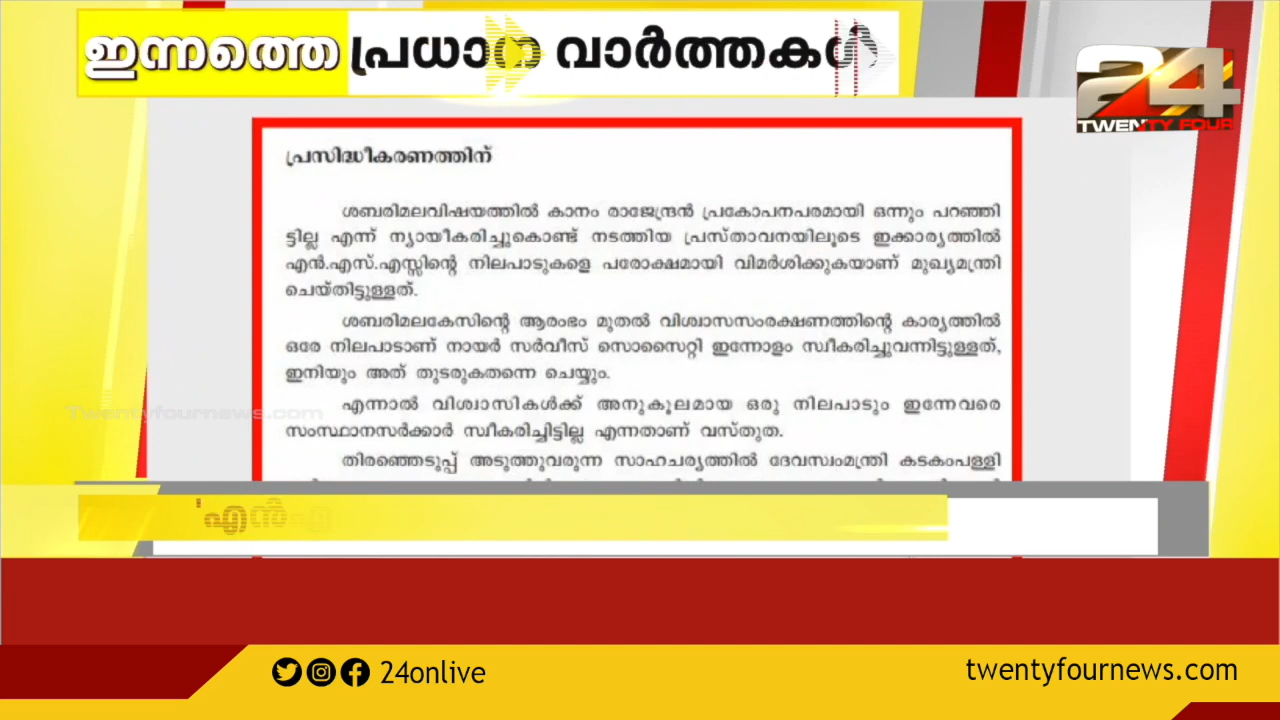 ഇന്നത്തെ പ്രധാന വാർത്തകൾ
24
TWENTY FOUR
പ്രസിദ്ധീകരണത്തിന്
ശബരിമലവിഷയത്തിൽ കാനം രാജേന്ദ്രൻ പ്രകോപനപരമായി ഒന്നും പറഞ്ഞി
ട്ടില്ല എന്ന് ന്യായീകരിച്ചുകൊണ്ട് നടത്തിയ പ്രസ്താവനയിലൂടെ ഇക്കാര്യത്തിൽ
എൻ.എസ്.എസ്സിന്റെ നിലപാടുകളെ പരോക്ഷമായി വിമർശിക്കുകയാണ് മുഖ്യമന്ത്രി
ചെയ്തിട്ടുള്ളത്.
ശബരിമലകേസിന്റെ ആരംഭം മുതൽ വിശ്വാസസംരക്ഷണത്തിന്റെ കാര്യത്തിൽ
ഒരേ നിലപാടാണ് നായർ സർവീസ് സൊസൈറ്റി ഇന്നോളം സ്വീകരിച്ചുവന്നിട്ടുള്ളത്,
ഇനിയും അത് തുടരുകതന്നെ ചെയ്യും.
Twentyfournews.com
എന്നാൽ വിശ്വാസികൾക്ക് അനുകൂലമായ ഒരു നിലപാടും ഇന്നേവരെ
സംസ്ഥാനസർക്കാർ സ്വീകരിച്ചിട്ടില്ല എന്നതാണ് വസ്തുത.
തിരഞ്ഞെടുപ്പ് അടുത്തുവരുന്ന സാഹചര്യത്തിൽ ദേവസ്വംമന്ത്രി കടകംപള്ളി
24onlive
twentyfournews.com